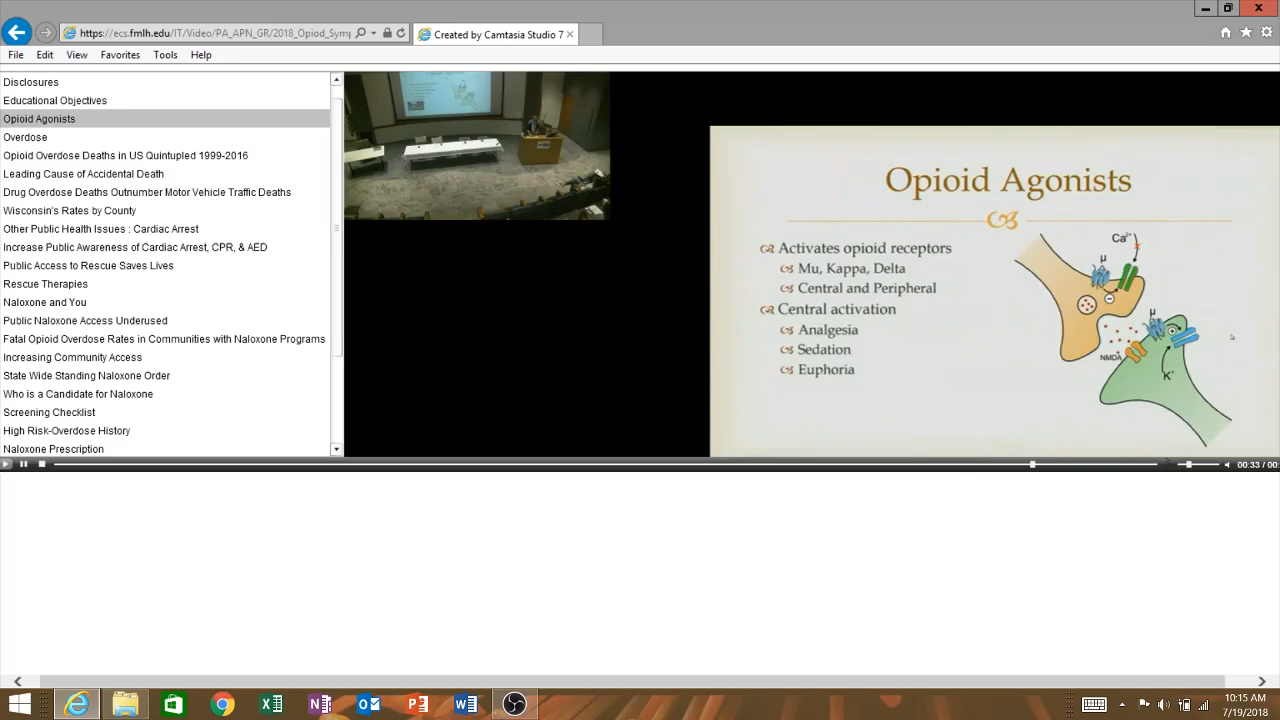 https://ecs.fmlh.edu/IT/Video/PA_APN_GR/2018_Opiod_Symp
Created by Camtasia Studio 7
File Edit View Favorites Tools Help
Disclosures
Educational Objectives
Opioid Agonists
Overdose
Opioid Overdose Deaths in US Quintupled 1999-2016
Leading Cause of Accidental Death
Drug Overdose Deaths Outnumber Motor Vehicle Traffic Deaths
Wisconsin's Rates by County
Other Public Health Issues : Cardiac Arrest
Increase Public Awareness of Cardiac Arrest, CPR, & AED
Public Access to Rescue Saves Lives
Rescue Therapies
Naloxone and You
Public Naloxone Access Underused
Fatal Opioid Overdose Rates in Communities with Naloxone Programs
Increasing Community Access
State Wide Standing Naloxone Order
Who is a Candidate for Naloxone
Screening Checklist
High Risk-Overdose History
Naloxone Prescription
Opioid Agonists
Opioid Agonists
Activates opioid receptors
Mu, Kappa, Delta
Central and Peripheral
Central activation
Analgesia
Sedation
Euphoria
Ca²⁺
μ
μ
NMDA
K⁺
00:33 / 00:
10:15 AM
7/19/2018